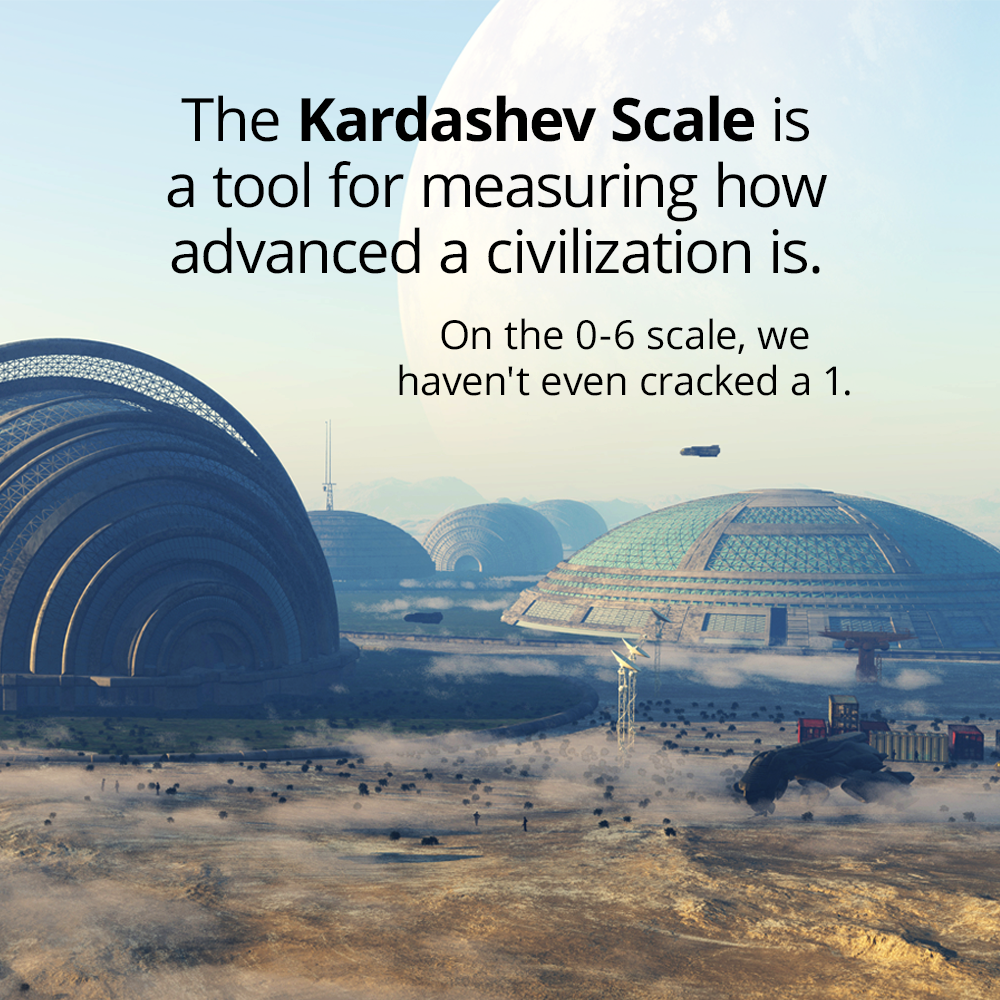 The Kardashev Scale is
a tool for measuring how
advanced a civilization is.
On the 0-6 scale, we
haven't even cracked a 1.